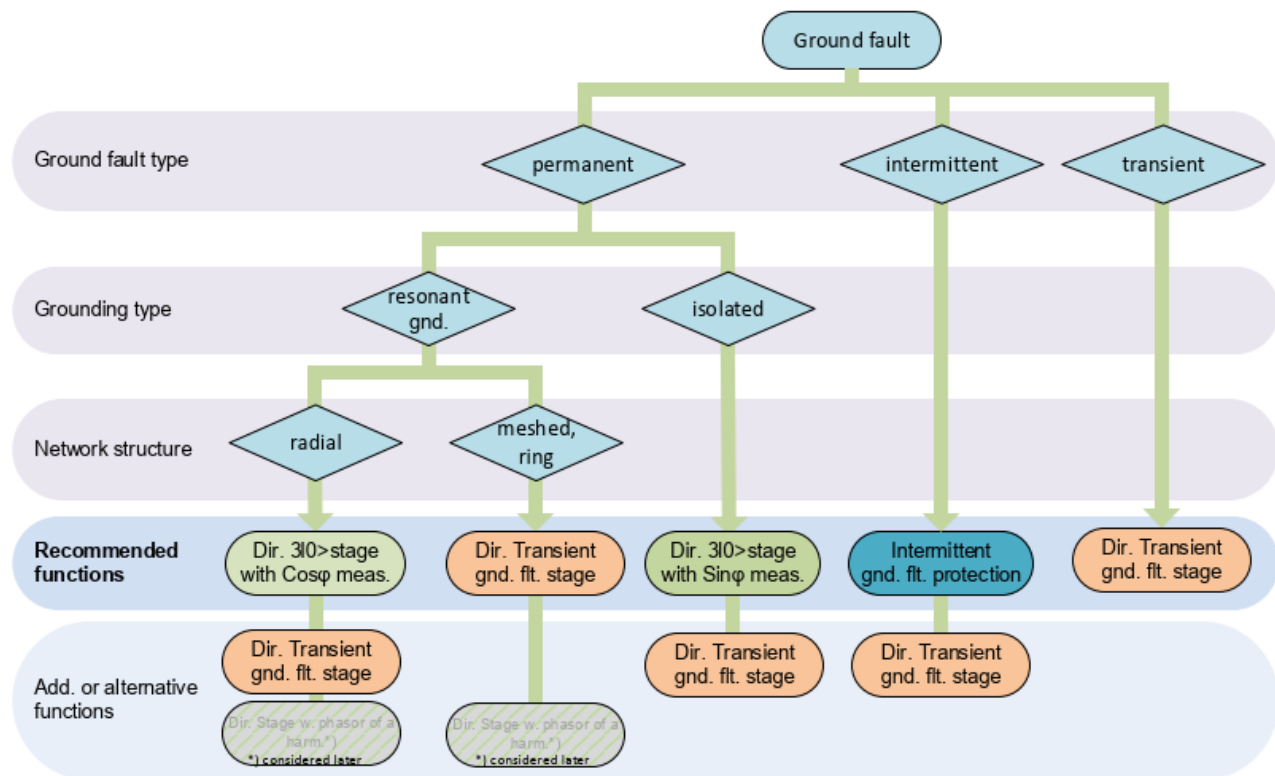 Ground fault
Ground fault type
permanent
intermittent
transient
Grounding type
resonant
gnd.
isolated
Network structure
radial
meshed,
ring
Recommended
functions
Dir. 3I0>stage
with Cosφ meas.
Dir. Transient
gnd. flt. stage
Dir. 3I0>stage
with Sinφ meas.
Intermittent
gnd. flt. protection
Dir. Transient
gnd. flt. stage
Add. or alternative
functions
Dir. Transient
gnd. flt. stage
Dir. Transient
gnd. flt. stage
Dir. Transient
gnd. flt. stage
Dir. Stage w. phasor of a
harm.*)
*) considered later
Dir. Stage w. phasor of a
harm.*)
*) considered later